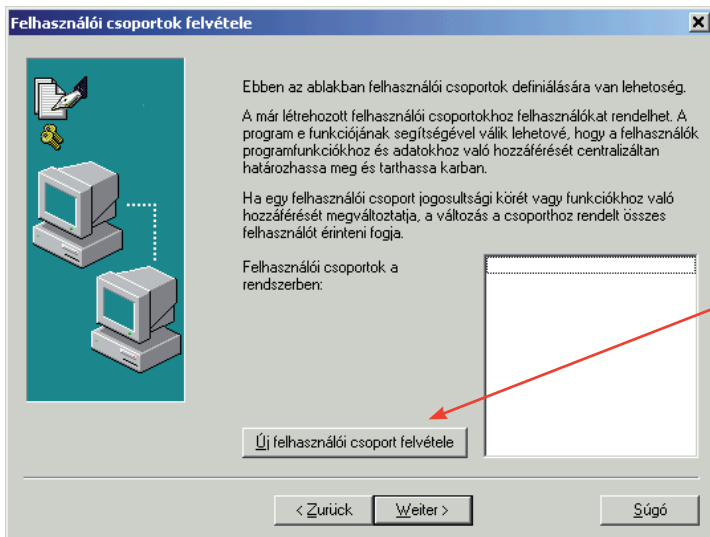 Felhasználói csoportok felvétele
Ebben az ablakban felhasználói csoportok definiálására van lehetoség.
A már létrehozott felhasználói csoportokhoz felhasználókat rendelhet. A
program e funkciójának segítségével válik lehetové, hogy a felhasználók
programfunkciókhoz és adatokhoz való hozzáférését centralizáltan
határozhassa meg és tarthassa karban.
Ha egy felhasználói csoport jogosultsági körét vagy funkciókhoz való
hozzáférését megváltoztatja, a változás a csoporthoz rendelt összes
felhasználót érinteni fogja.
Felhasználói csoportok a
rendszerben:
Új felhasználói csoport felvétele
< Zurück Weiter > Súgó